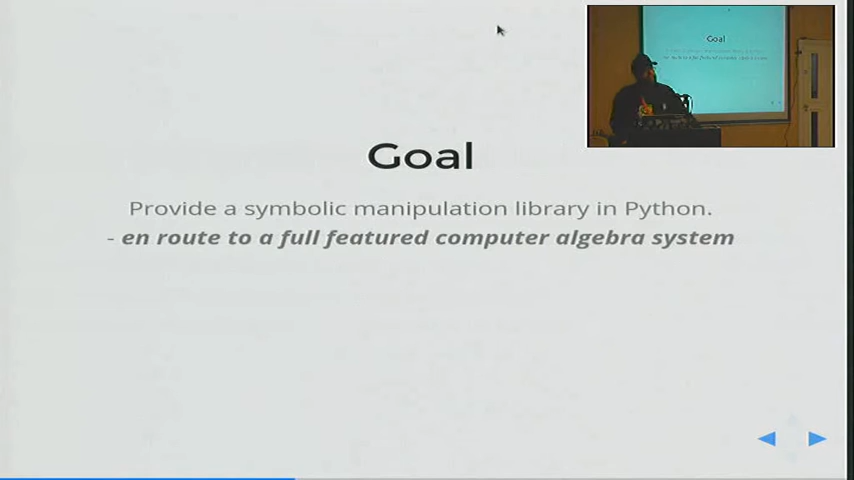 Goal
Provide a symbolic manipulation library in Python.
- en route to a full featured computer algebra system
Goal